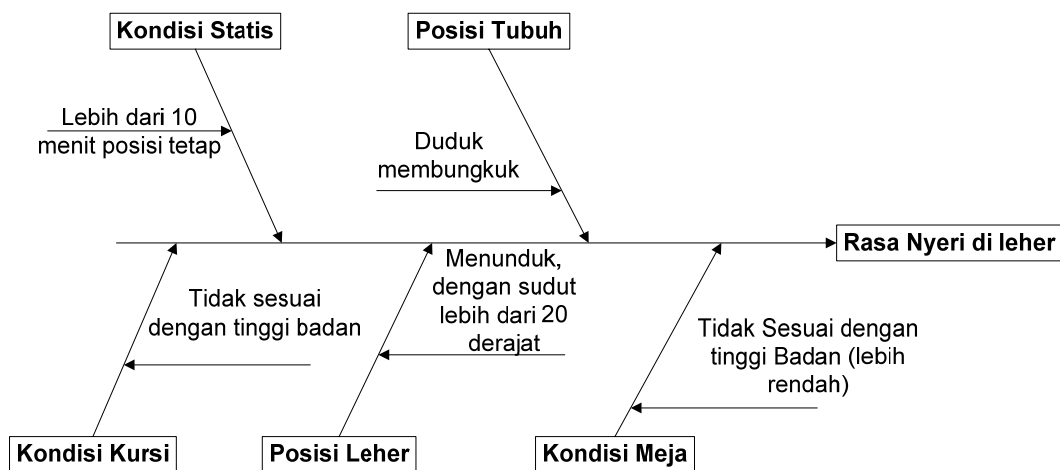 Kondisi Statis
Posisi Tubuh
Lebih dari 10
menit posisi tetap
Duduk
membungkuk
Rasa Nyeri di leher
Tidak sesuai
dengan tinggi badan
Menunduk,
dengan sudut
lebih dari 20
derajat
Tidak Sesuai dengan
tinggi Badan (lebih
rendah)
Kondisi Kursi
Posisi Leher
Kondisi Meja